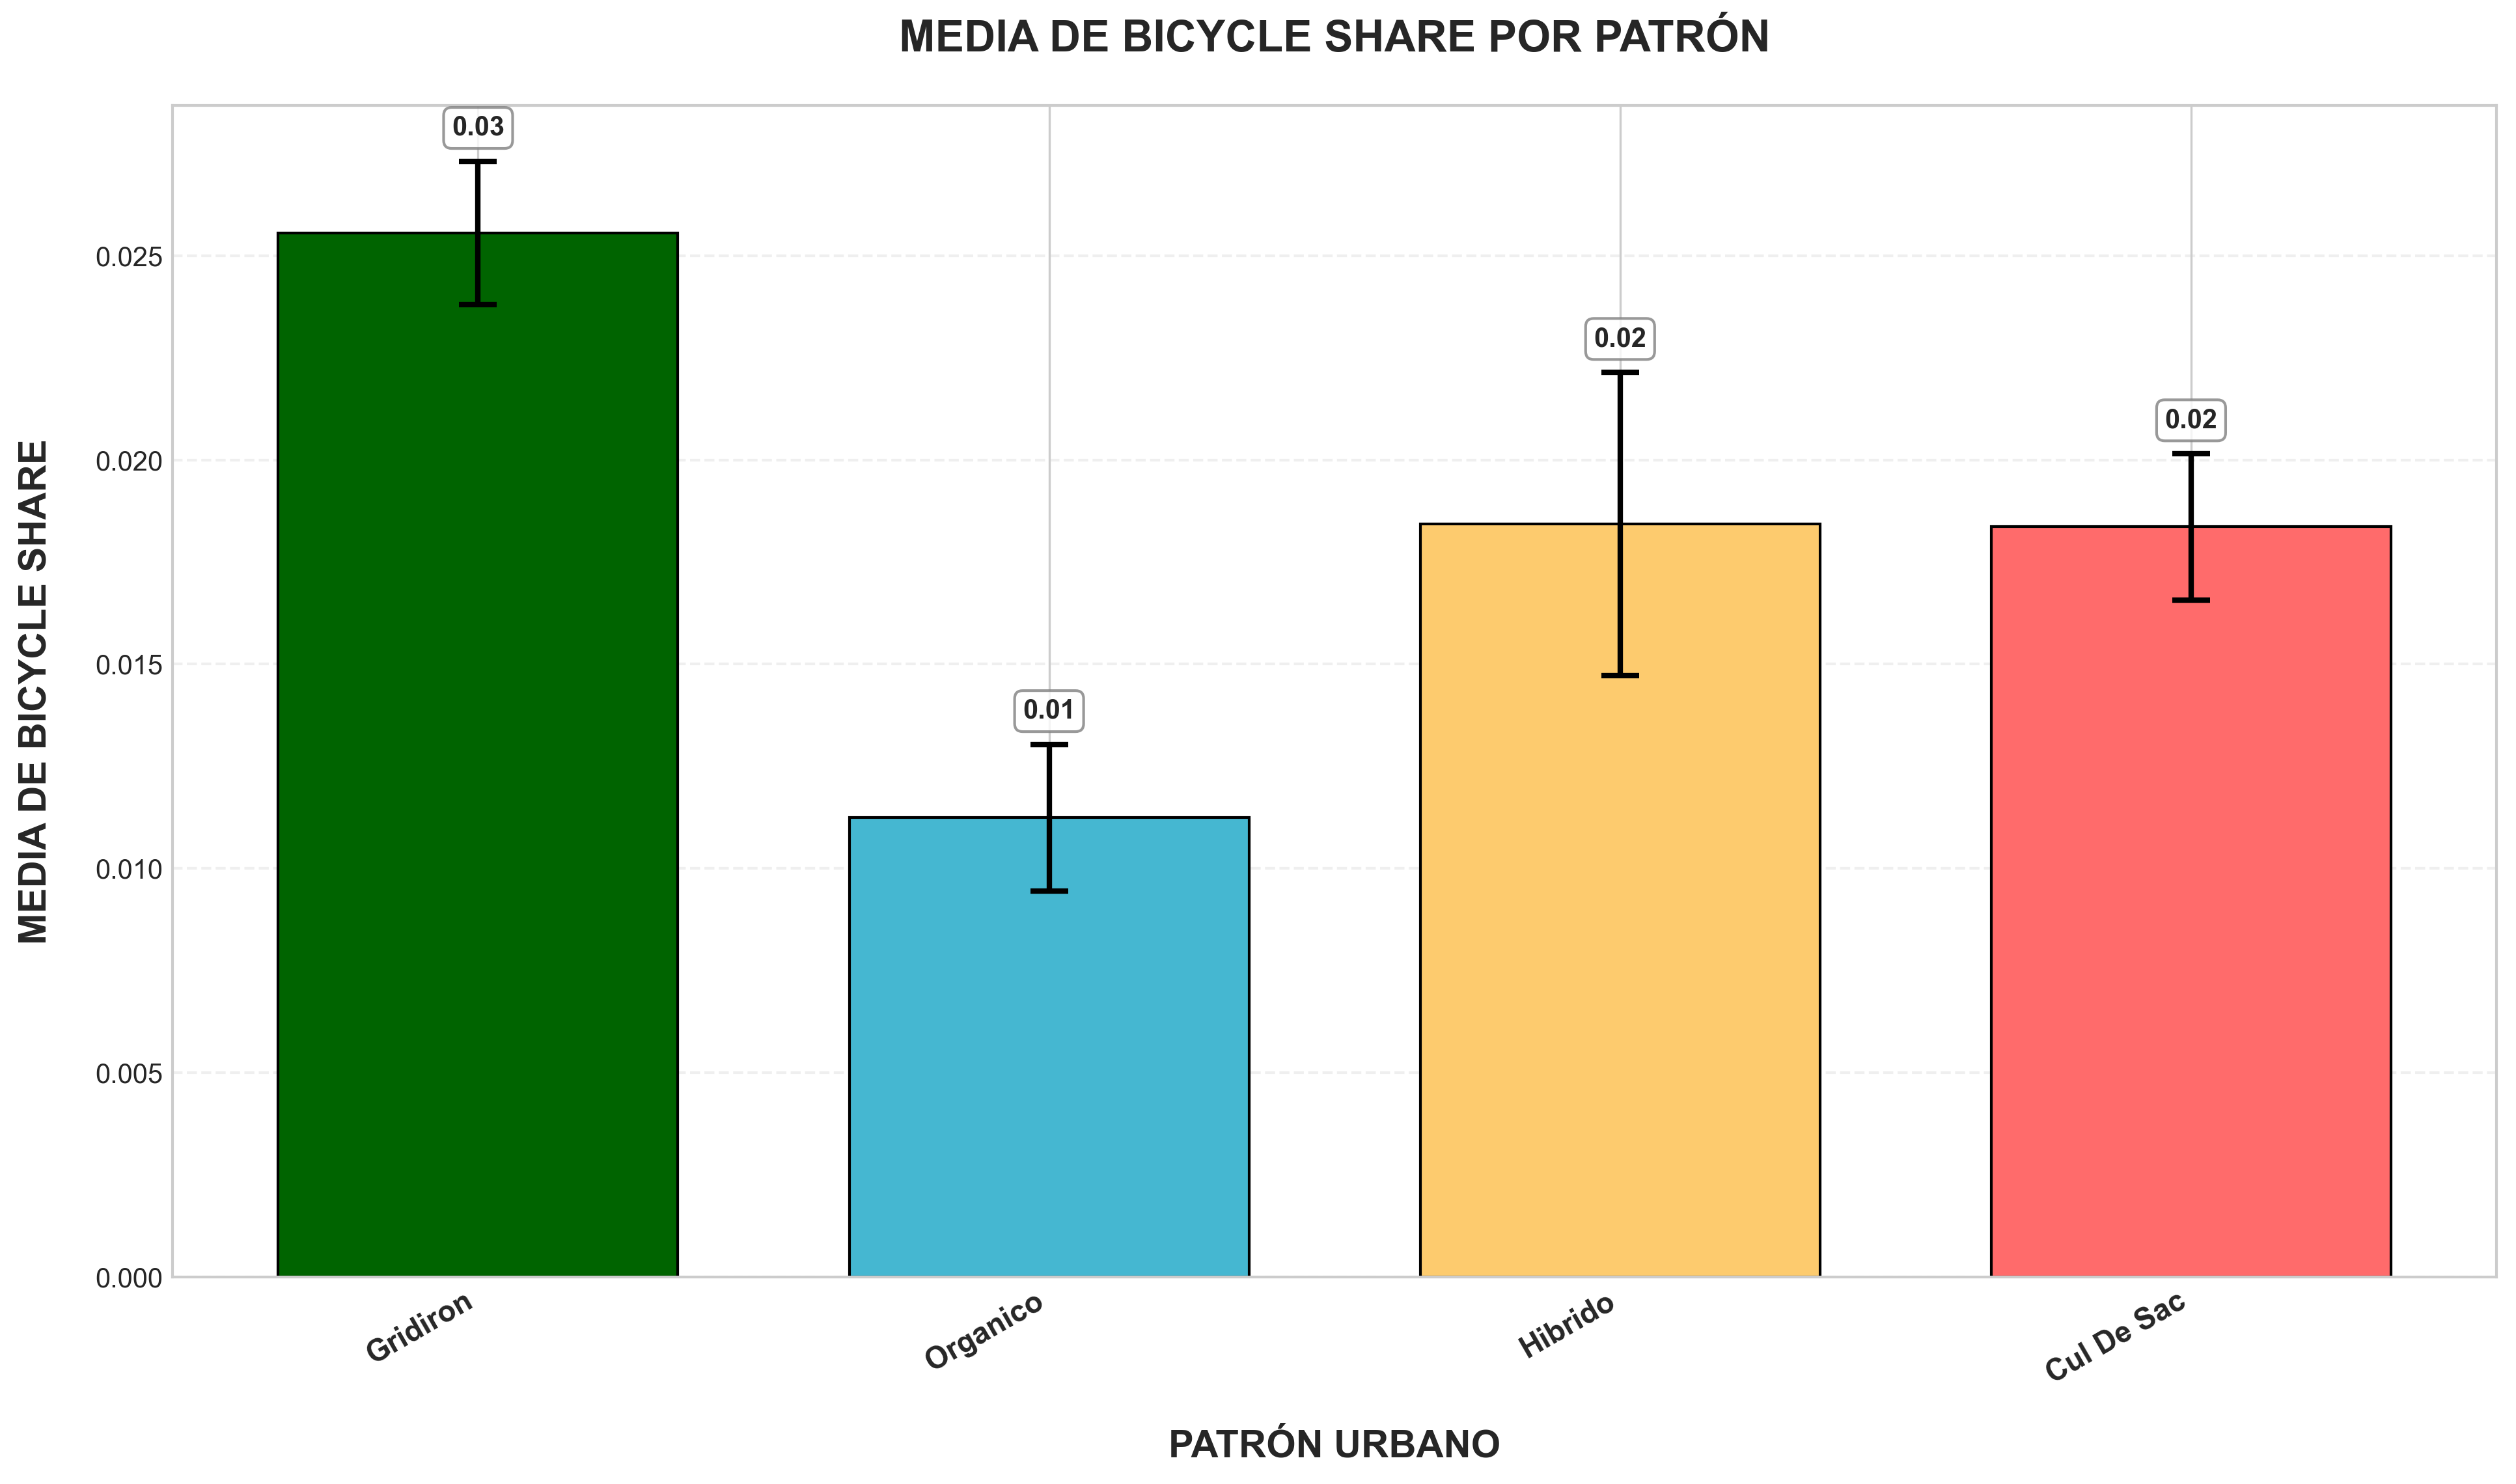 MEDIA DE BICYCLE SHARE POR PATRÓN
MEDIA DE BICYCLE SHARE
0.025
0.020
0.015
0.010
0.005
0.000
0.03
0.01
0.02
0.02
Gridiron
Organico
Hibrido
Cul De Sac
PATRÓN URBANO